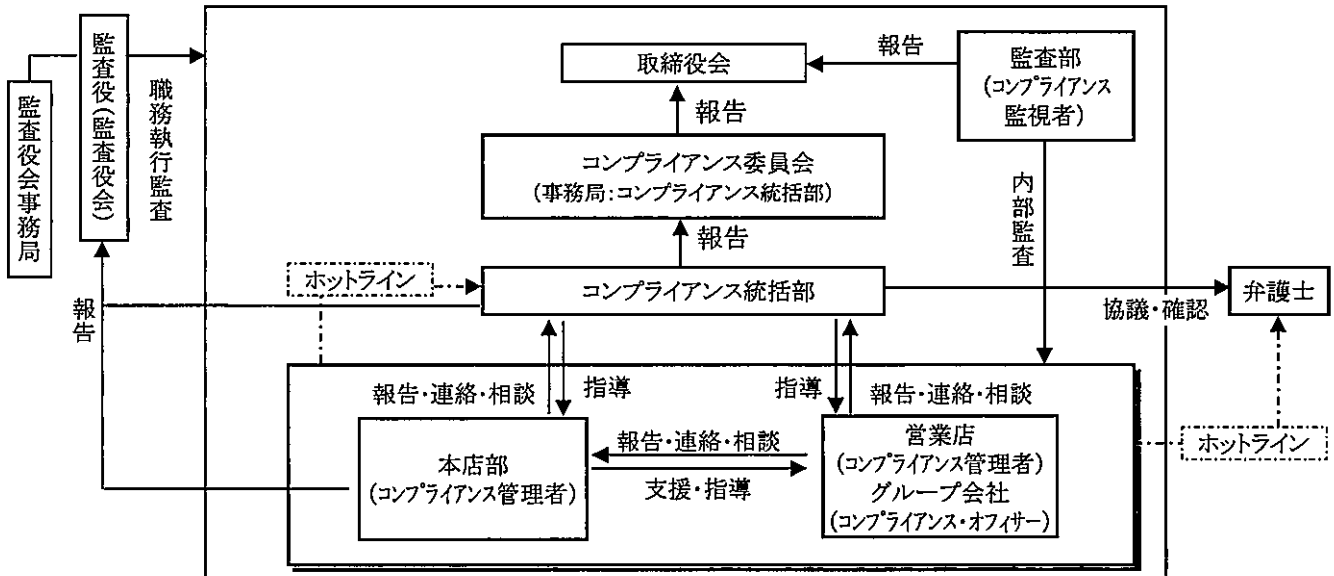 監査役会事務局
監査役(監査役会)
職務執行監査
取締役会
報告
監査部
(コンプライアンス
監視者)
報告
コンプライアンス委員会
(事務局:コンプライアンス統括部)
内部監査
報告
ホットライン
コンプライアンス統括部
弁護士
協議・確認
報告
報告・連絡・相談
指導
指導
報告・連絡・相談
本店部
(コンプライアンス管理者)
報告・連絡・相談
支援・指導
営業店
(コンプライアンス管理者)
グループ会社
(コンプライアンス・オフィサー)
ホットライン